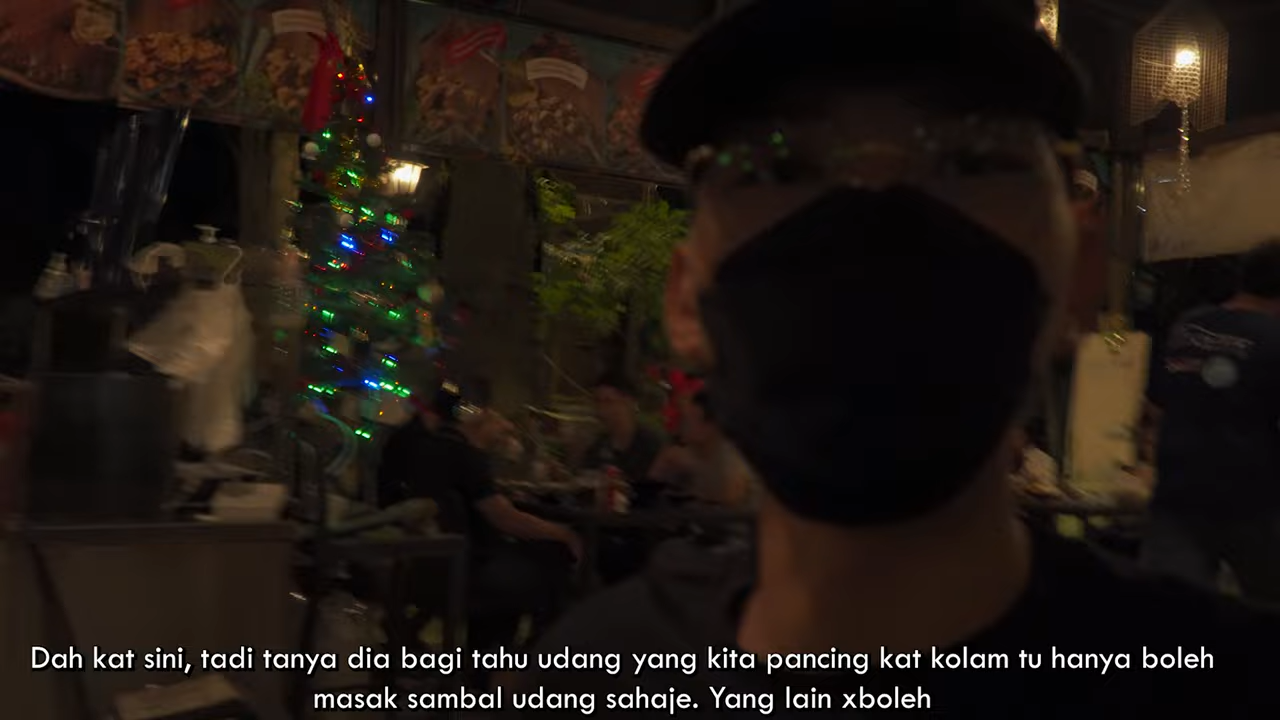 Dah kat sini, tadi tanya dia bagi tahu udang yang kita pancing kat kolam tu hanya boleh
masak sambal udang sahaje. Yang lain xboleh